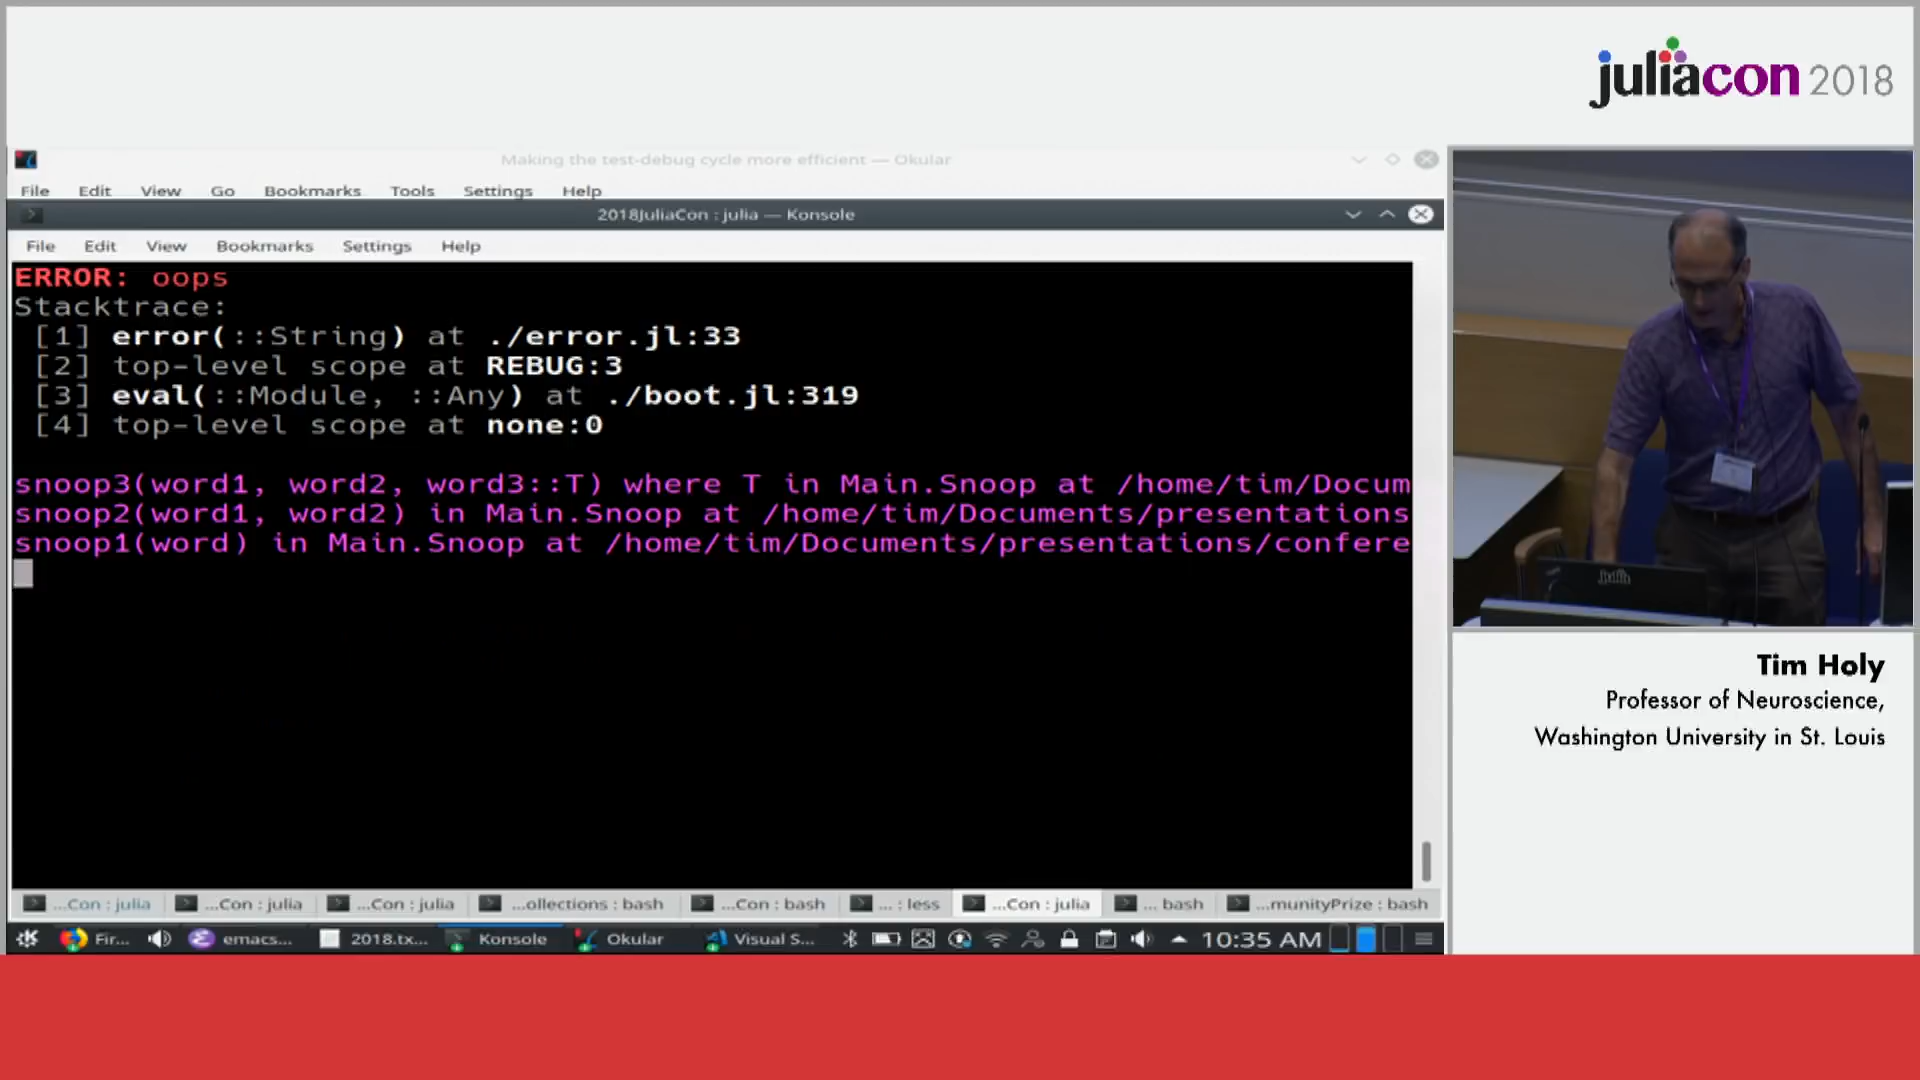 juliacon 2018
Making the test-debug cycle more efficient — Okular
File Edit View Go Bookmarks Tools Settings Help
2018JuliaCon : julia — Konsole
File Edit View Bookmarks Settings Help
ERROR: oops
Stacktrace:
[1] error(::String) at ./error.jl:33
[2] top-level scope at REBUG:3
[3] eval(::Module, ::Any) at ./boot.jl:319
[4] top-level scope at none:0
snoop3(word1, word2, word3::T) where T in Main.Snoop at /home/tim/Docum
snoop2(word1, word2) in Main.Snoop at /home/tim/Documents/presentations
snoop1(word) in Main.Snoop at /home/tim/Documents/presentations/confere
...Con : julia ...Con : julia ...Con : julia ...ollections : bash ...Con : bash ... : less ...Con : julia ... bash ...munityPrize : bash
Fir... emacs... 2018.tx... Konsole Okular Visual S... 10:35 AM
julia
Tim Holy
Professor of Neuroscience,
Washington University in St. Louis